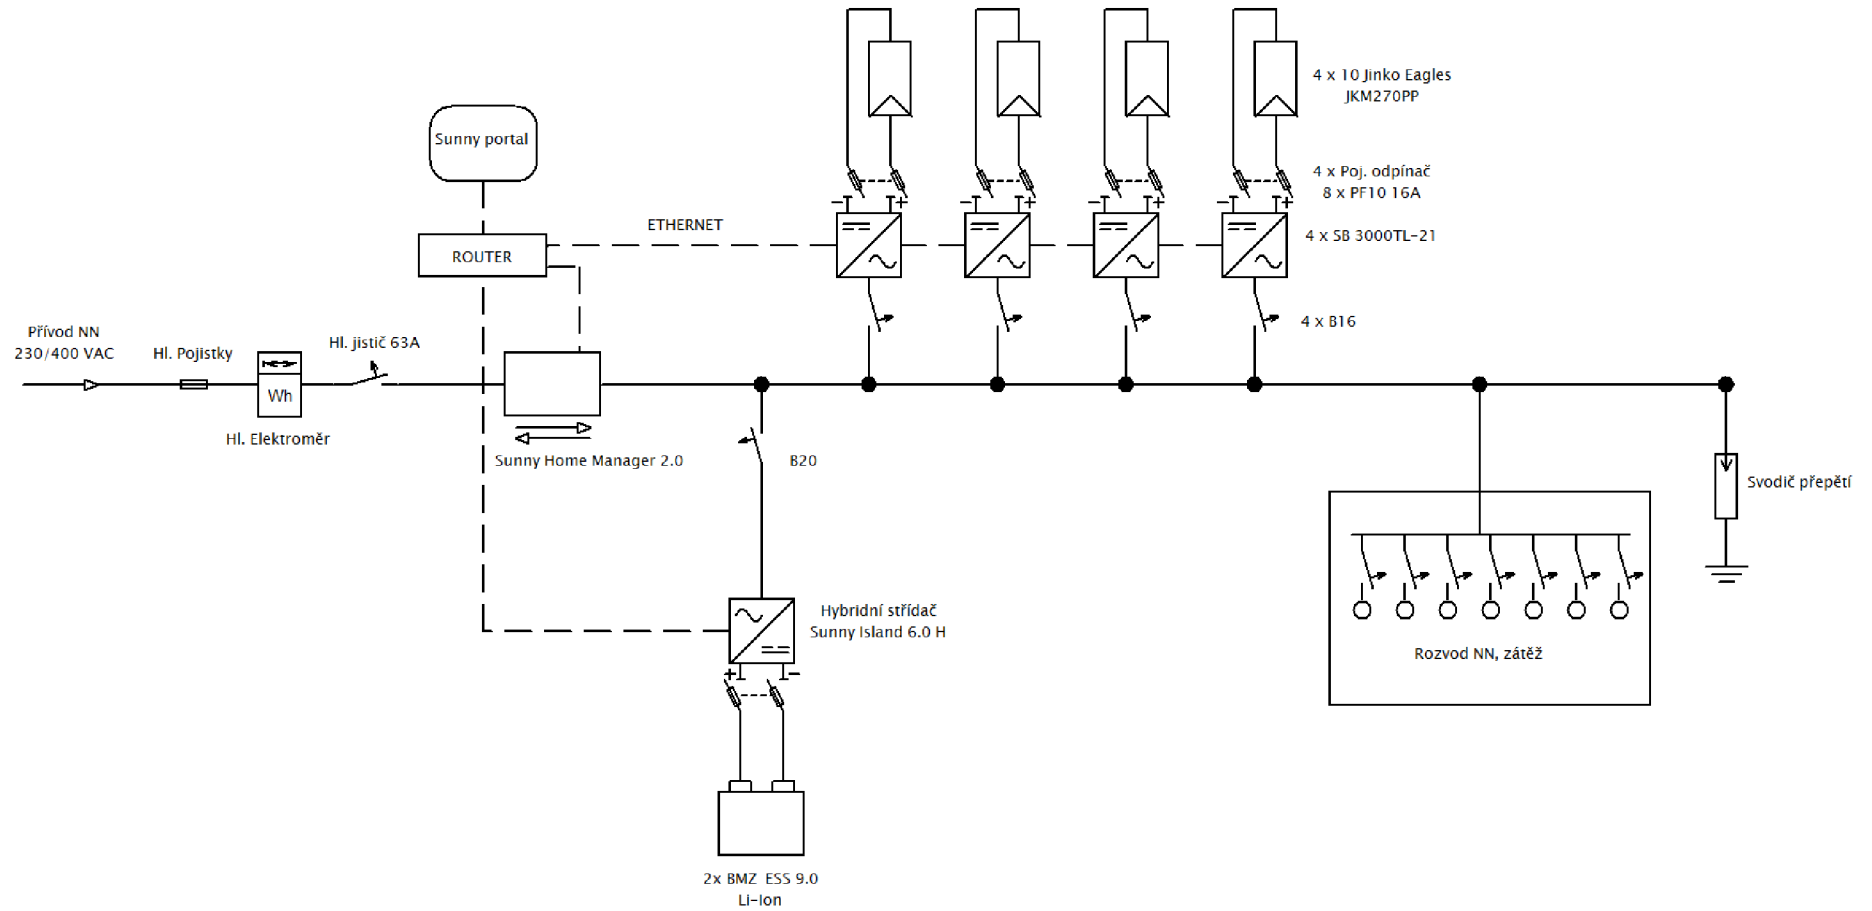 4 x 10 Jinko Eagles
JKM270PP
Sunny portal
4 x Poj. odpínač
8 x PF10 16A
- + - + - + - +
ETHERNET
4 x SB 3000TL-21
ROUTER
4 x B16
Přívod NN
230/400 VAC
Hl. Pojistky
Hl. jistič 63A
Wh
Hl. Elektroměr
Sunny Home Manager 2.0
B20
Svodič přepětí
Hybridní střídač
Sunny Island 6.0 H
Rozvod NN, zátěž
+ -
2x BMZ ESS 9.0
Li-Ion